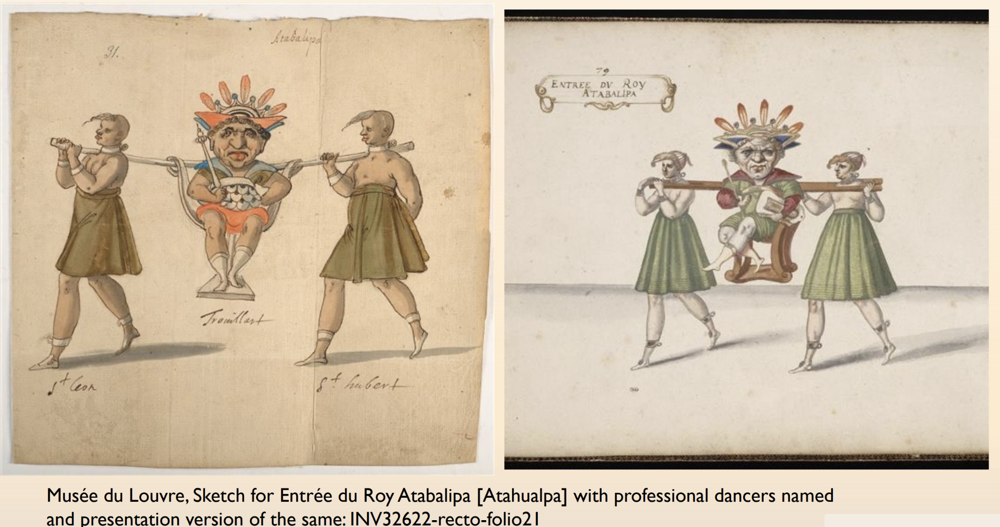 31.
Atabalipa
Trouillart
St leon
St hubert
79
ENTREE DV ROY
ATABALIPA
Musée du Louvre, Sketch for Entrée du Roy Atabalipa [Atahualpa] with professional dancers named
and presentation version of the same: INV32622-recto-folio21